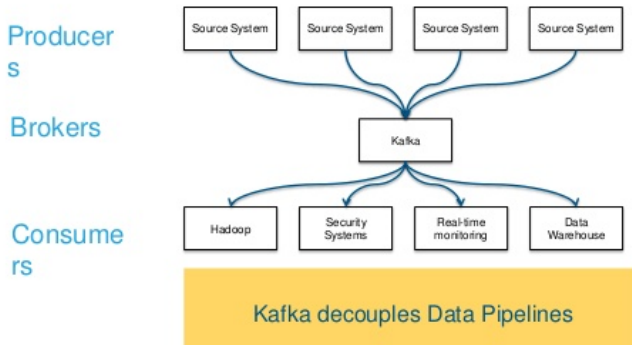 Producer
s
Source System
Source System
Source System
Source System
Brokers
Kafka
Consume
rs
Hadoop
Security
Systems
Real-time
monitoring
Data
Warehouse
Kafka decouples Data Pipelines